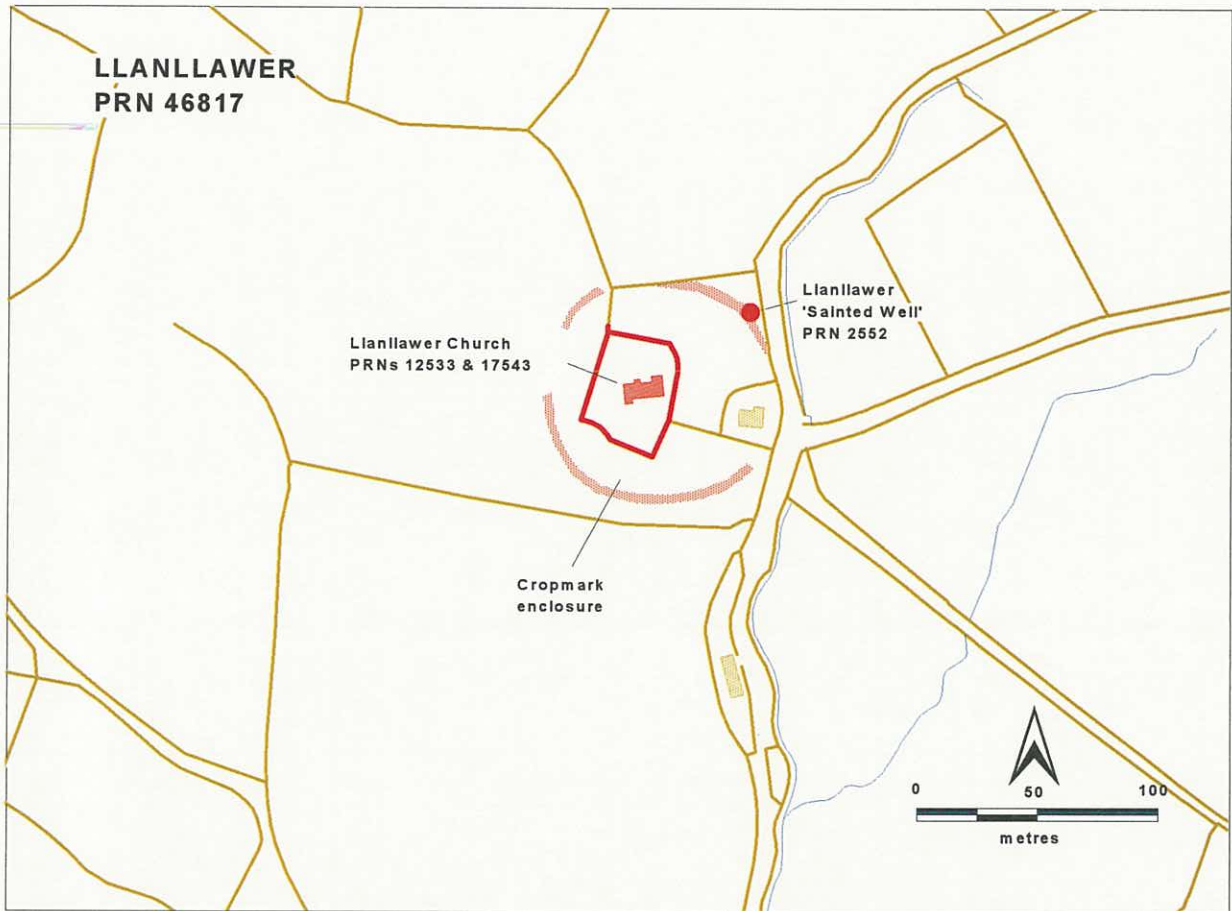 LLANLLAWER
PRN 46817
Llanllawer
'Sainted Well'
PRN 2552
Llanllawer Church
PRNs 12533 & 17543
Cropmark
enclosure
0 50 100
metres